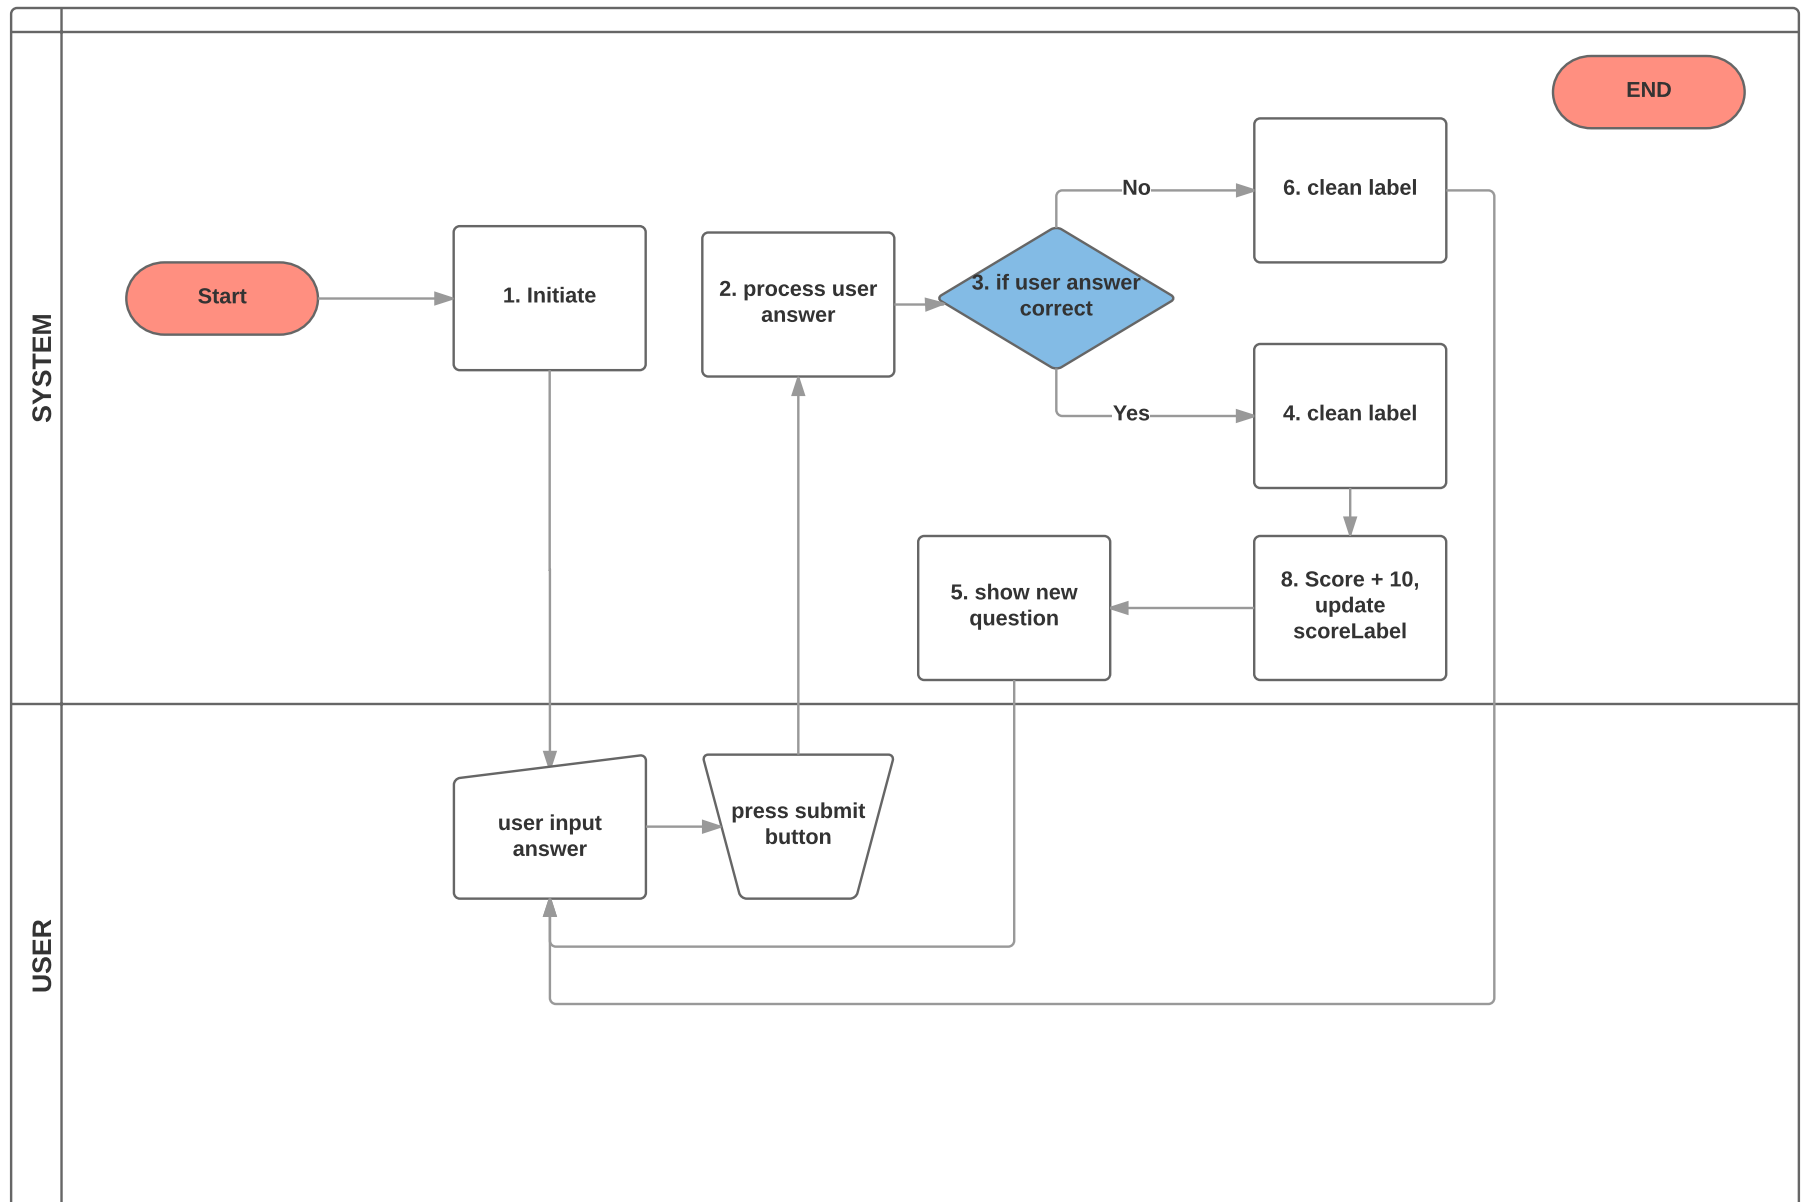 END
No
6. clean label
Start
1. Initiate
2. process user
answer
3. if user answer
correct
Yes
4. clean label
SYSTEM
5. show new
question
8. Score + 10,
update
scoreLabel
user input
answer
press submit
button
USER